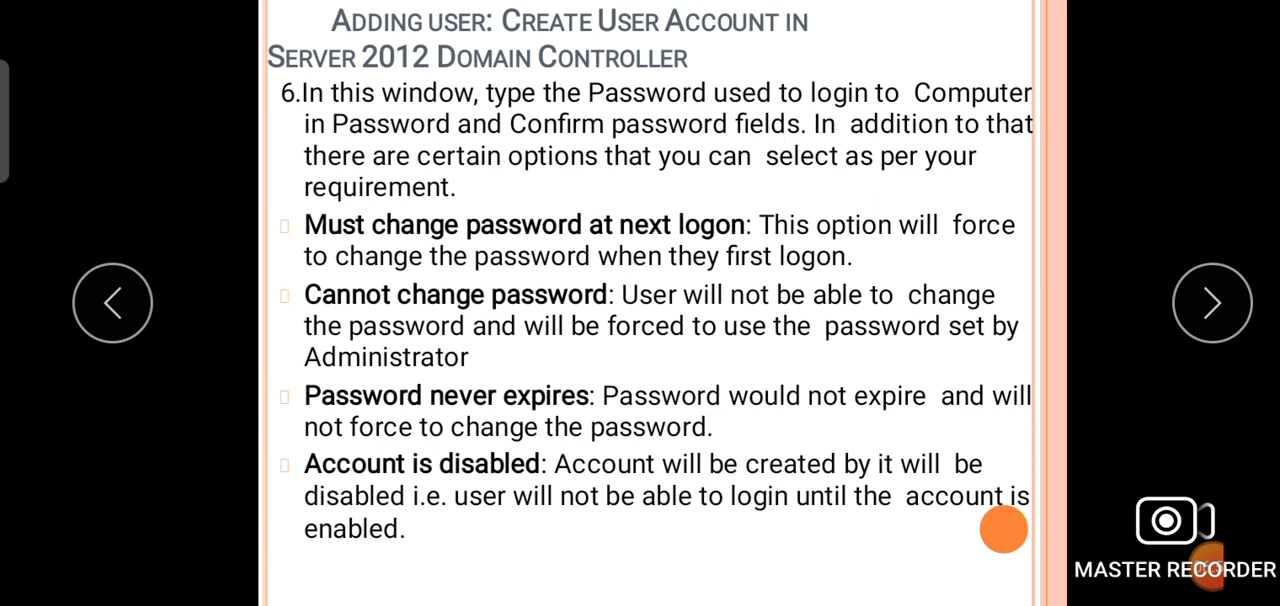 ADDING USER: CREATE USER ACCOUNT IN
SERVER 2012 DOMAIN CONTROLLER
6.In this window, type the Password used to login to Computer
in Password and Confirm password fields. In addition to that
there are certain options that you can select as per your
requirement.
Must change password at next logon: This option will force
to change the password when they first logon.
Cannot change password: User will not be able to change
the password and will be forced to use the password set by
Administrator
Password never expires: Password would not expire and will
not force to change the password.
Account is disabled: Account will be created by it will be
disabled i.e. user will not be able to login until the account is
enabled.
MASTER RECORDER